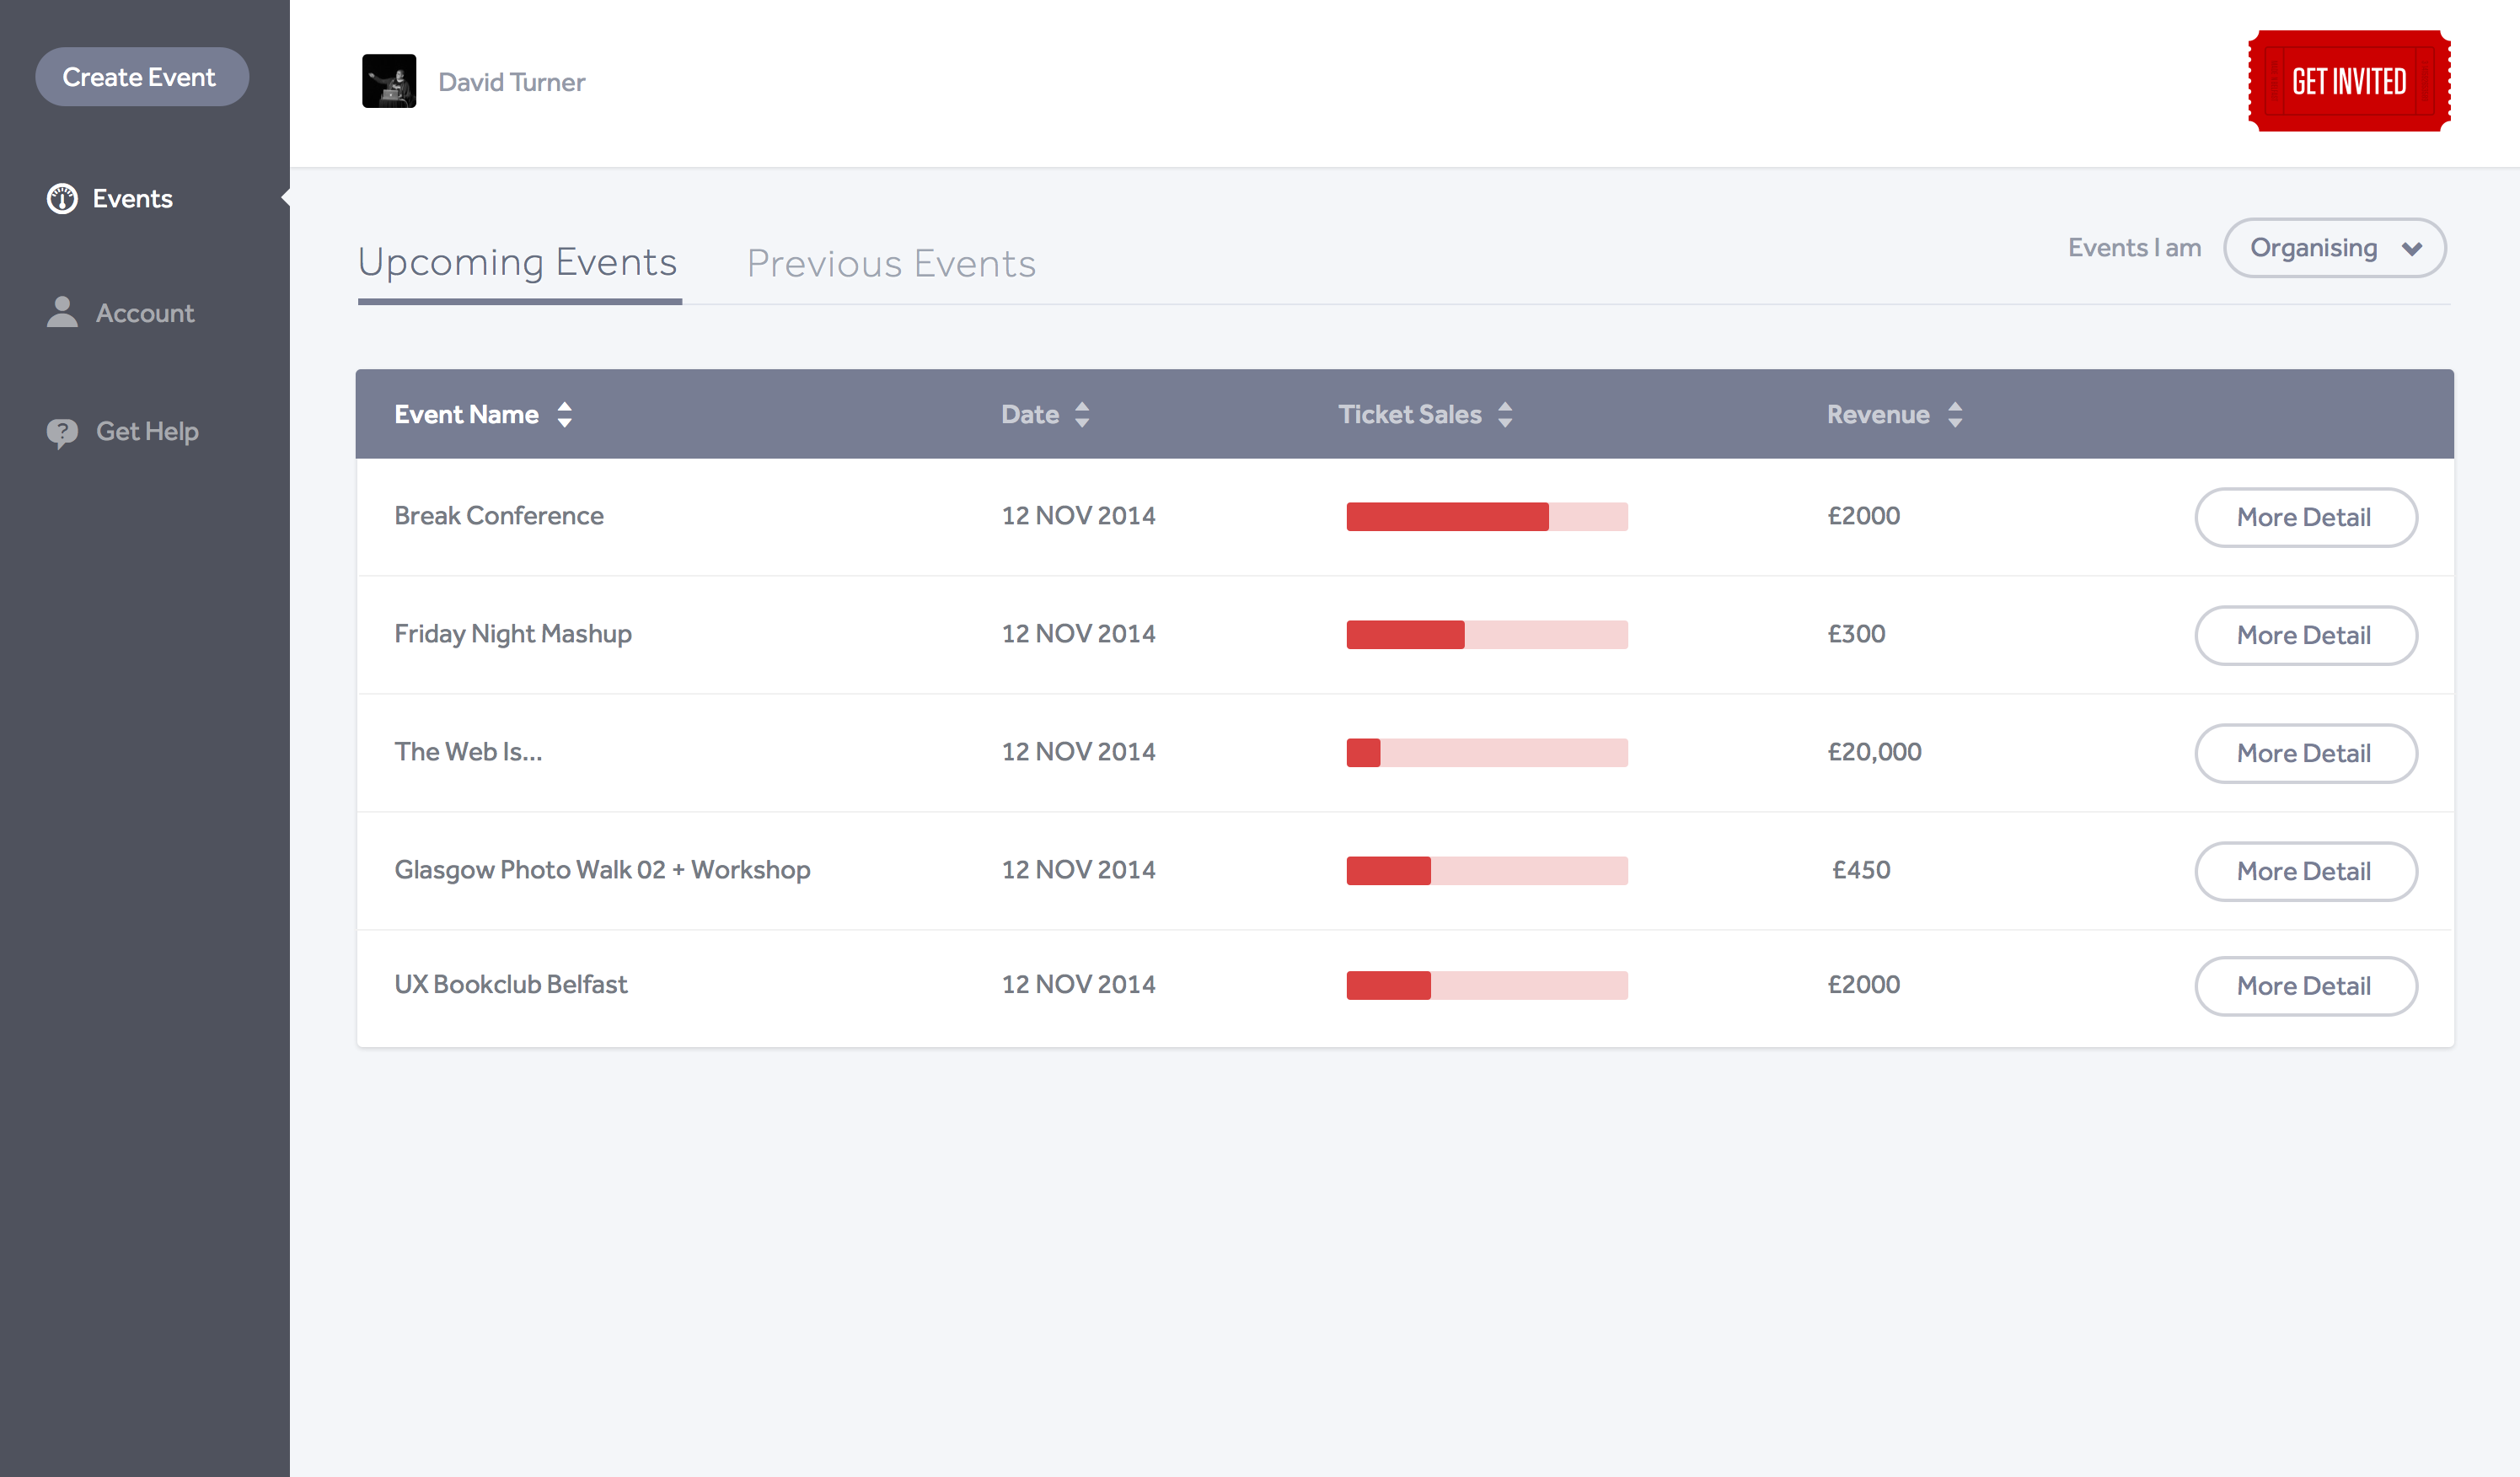 Create Event
David Turner
GET INVITED
Events
Account
? Get Help
Upcoming Events Previous Events
Events I am Organising
Event Name Date Ticket Sales Revenue
Break Conference 12 NOV 2014 £2000 More Detail
Friday Night Mashup 12 NOV 2014 £300 More Detail
The Web Is... 12 NOV 2014 £20,000 More Detail
Glasgow Photo Walk 02 + Workshop 12 NOV 2014 £450 More Detail
UX Bookclub Belfast 12 NOV 2014 £2000 More Detail